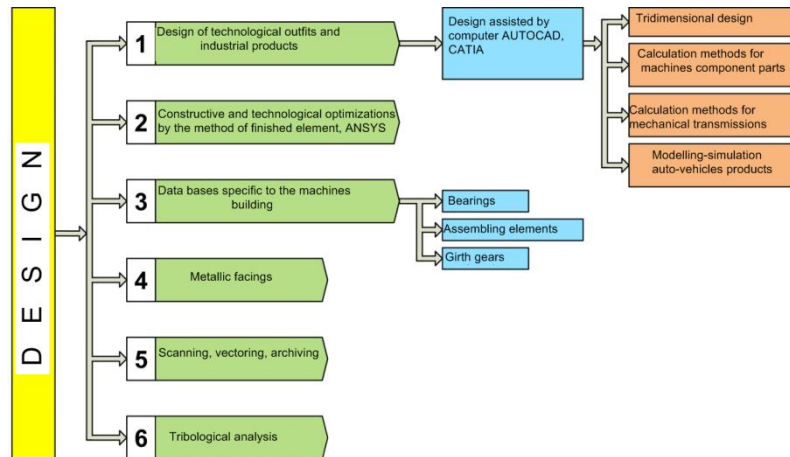 DESIGN
1
Design of technological outfits and
industrial products
Design assisted by
computer AUTOCAD,
CATIA
Tridimensional design
Calculation methods for
machines component parts
Calculation methods for
mechanical transmissions
Modelling-simulation
auto-vehicles products
2
Constructive and technological optimizations
by the method of finished element, ANSYS
3
Data bases specific to the machines
building
Bearings
Assembling elements
Girth gears
4
Metallic facings
5
Scanning, vectoring, archiving
6
Tribological analysis